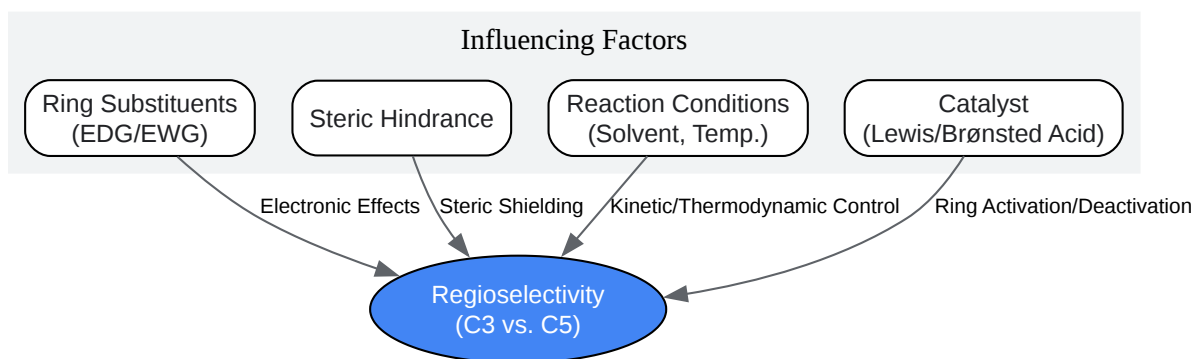 Influencing Factors
Ring Substituents
(EDG/EWG)
Steric Hindrance
Reaction Conditions
(Solvent, Temp.)
Catalyst
(Lewis/Brønsted Acid)
Electronic Effects
Steric Shielding
Kinetic/Thermodynamic Control
Ring Activation/Deactivation
Regioselectivity
(C3 vs. C5)